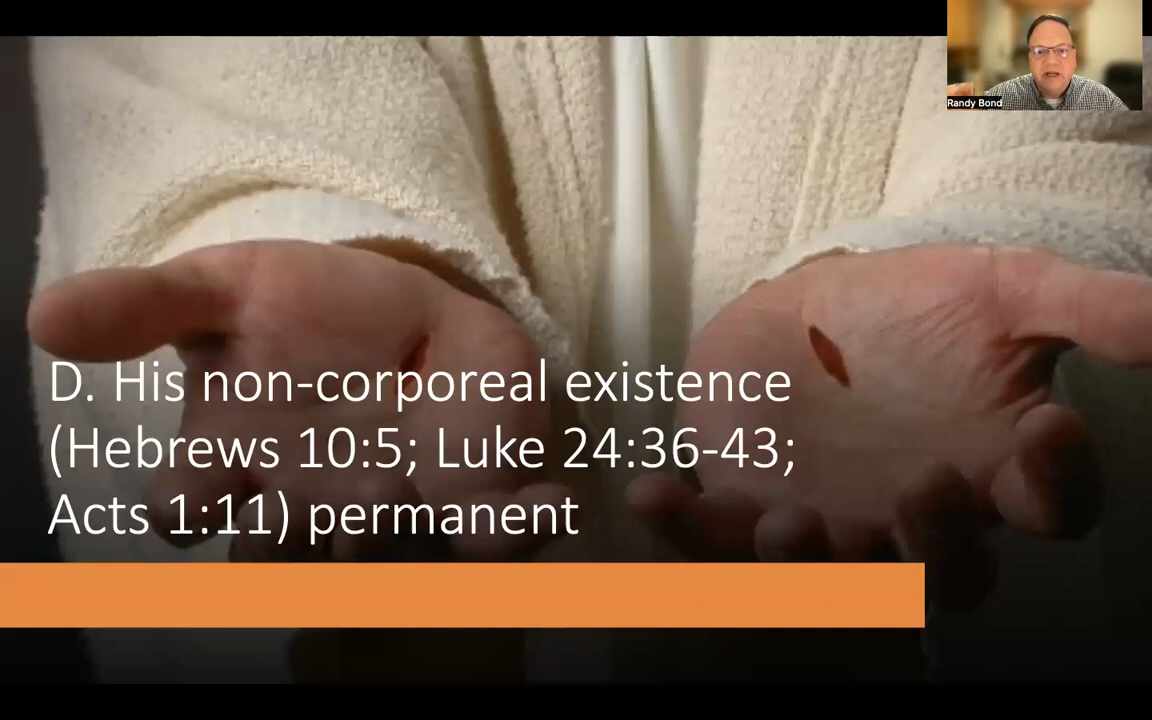 Randy Bond
D. His non-corporeal existence
(Hebrews 10:5; Luke 24:36-43;
Acts 1:11) permanent